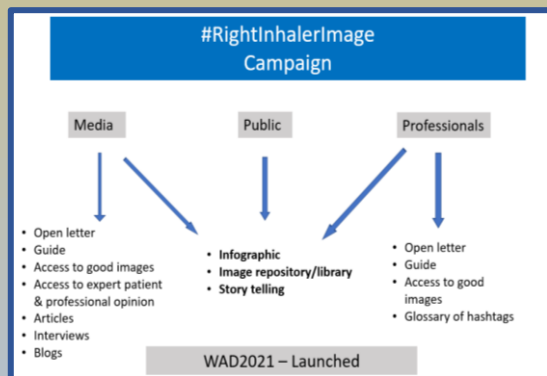 #RightInhalerImage
Campaign
Media
Public
Professionals
• Open letter
• Guide
• Access to good images
• Access to expert patient
& professional opinion
• Articles
• Interviews
• Blogs
• Infographic
• Image repository/library
• Story telling
• Open letter
• Guide
• Access to good
images
• Glossary of hashtags
WAD2021 – Launched